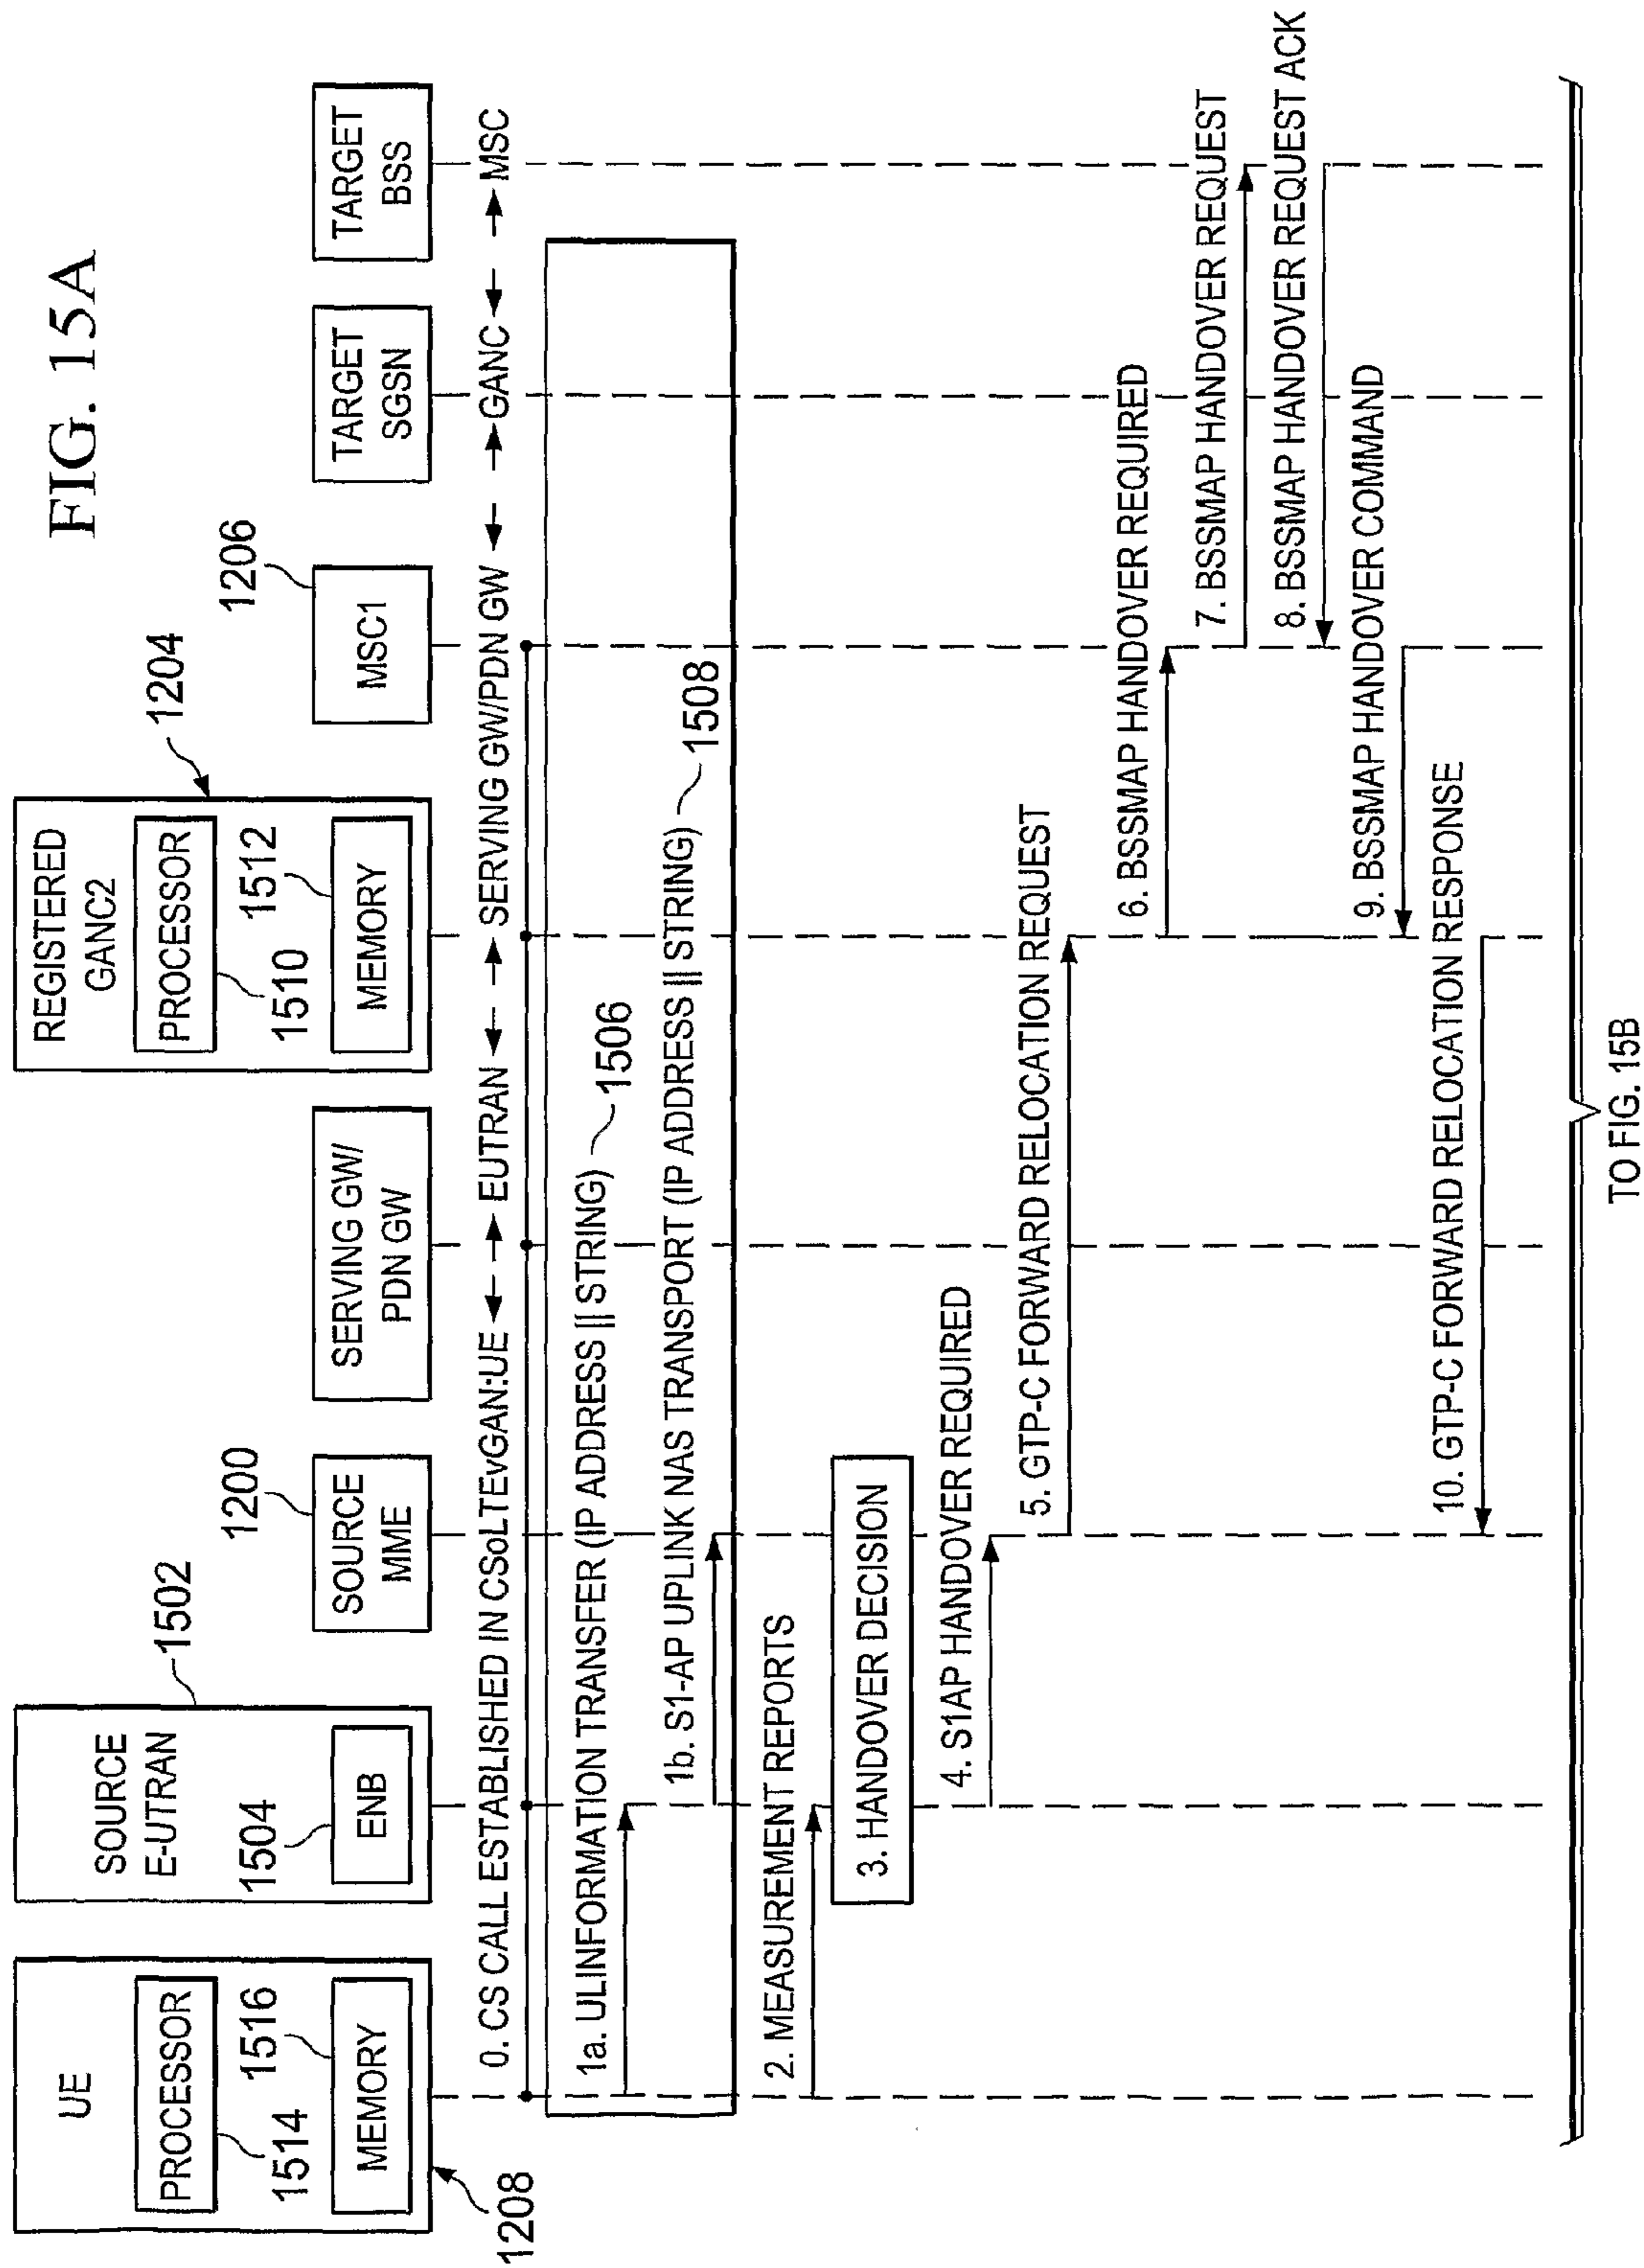 FIG. 15A
UE
PROCESSOR
1514
1516
MEMORY
1208
SOURCE
E-UTRAN
1502
1504
ENB
SOURCE
MME
1200
SERVING GW/
PDN GW
REGISTERED
GANC2
PROCESSOR
1510
1512
MEMORY
1204
MSC1
1206
TARGET
SGSN
TARGET
BSS
0. CS CALL ESTABLISHED IN CSoLTEvGAN:UE ◄─► EUTRAN ◄─► SERVING GW/PDN GW ◄─► GANC ◄─► MSC
1a. ULINFORMATION TRANSFER (IP ADDRESS || STRING) 1506
1b. S1-AP UPLINK NAS TRANSPORT (IP ADDRESS || STRING) 1508
2. MEASUREMENT REPORTS
3. HANDOVER DECISION
4. S1AP HANDOVER REQUIRED
5. GTP-C FORWARD RELOCATION REQUEST
6. BSSMAP HANDOVER REQUIRED
7. BSSMAP HANDOVER REQUEST
8. BSSMAP HANDOVER REQUEST ACK
9. BSSMAP HANDOVER COMMAND
10. GTP-C FORWARD RELOCATION RESPONSE
TO FIG. 15B